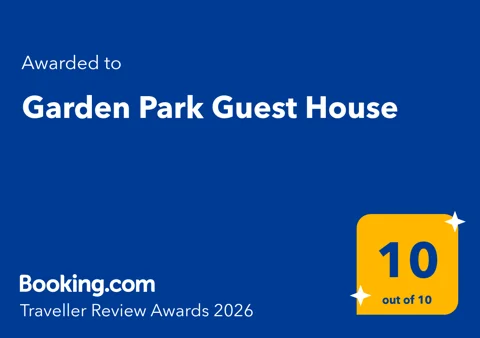 Awarded to
Garden Park Guest House
10
out of 10
Booking.com
Traveller Review Awards 2026